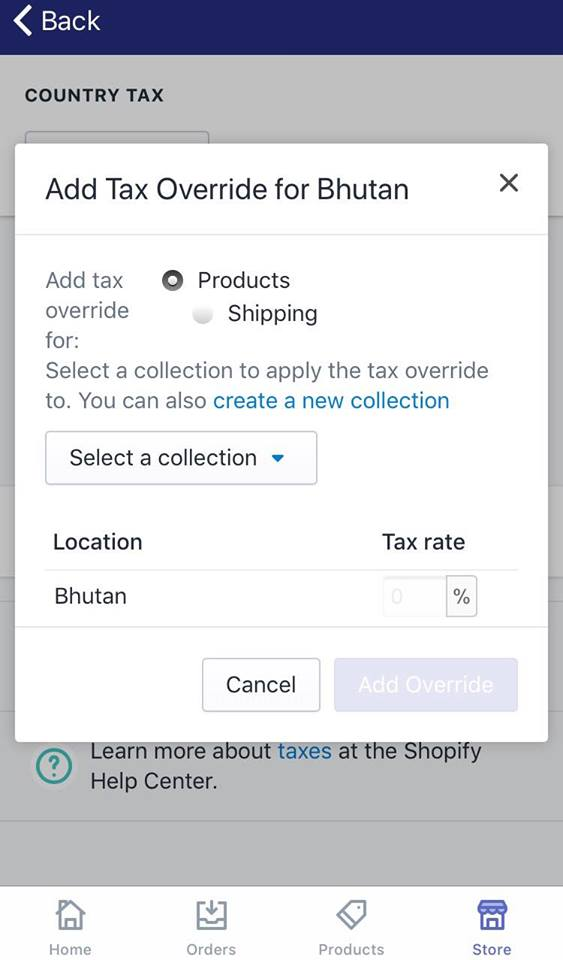 Back
COUNTRY TAX
Add Tax Override for Bhutan
Add tax override for:
Products
Shipping
Select a collection to apply the tax override
to. You can also create a new collection
Select a collection
Location Tax rate
Bhutan 0 %
Cancel Add Override
Learn more about taxes at the Shopify
Help Center.
Home Orders Products Store